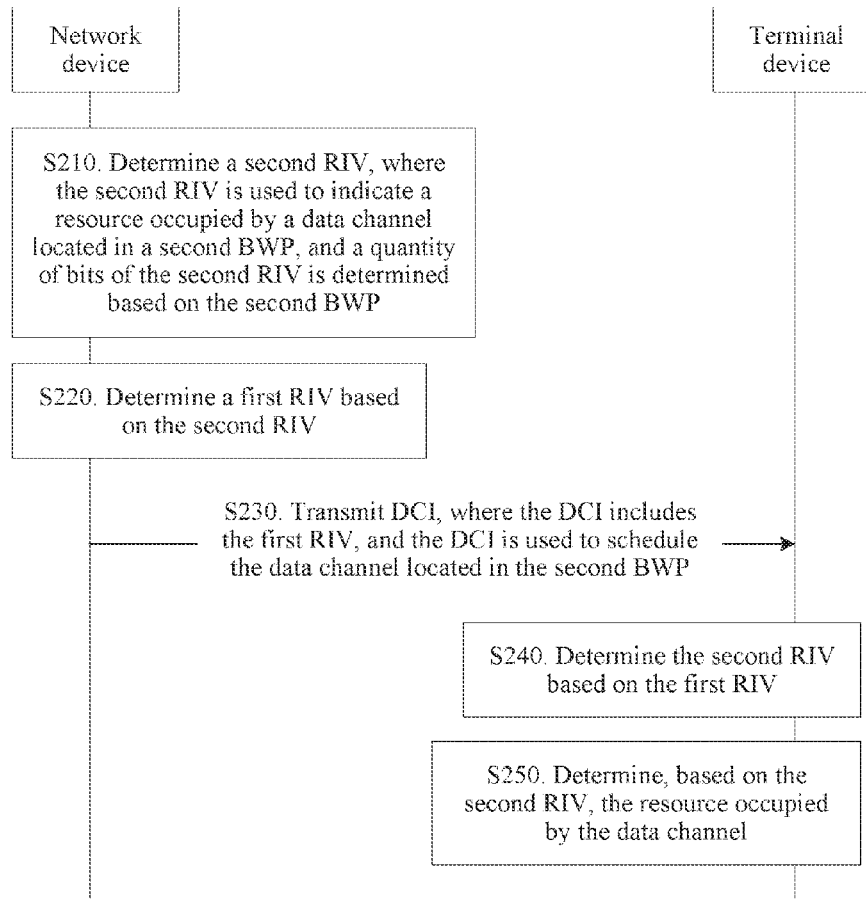 Network
device
Terminal
device
S210. Determine a second RIV, where
the second RIV is used to indicate a
resource occupied by a data channel
located in a second BWP, and a quantity
of bits of the second RIV is determined
based on the second BWP
S220. Determine a first RIV based
on the second RIV
S230. Transmit DCI, where the DCI includes
the first RIV, and the DCI is used to schedule
the data channel located in the second BWP
S240. Determine the second RIV
based on the first RIV
S250. Determine, based on the
second RIV, the resource occupied
by the data channel